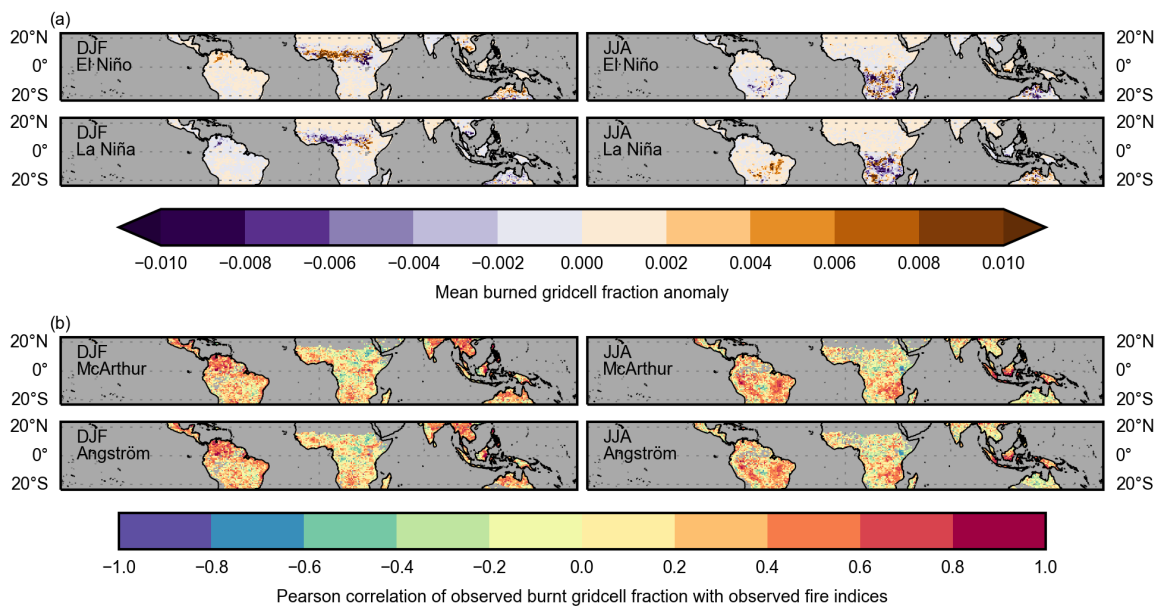 (a)
20°N
0°
20°S
DJF
El Niño
JJA
El Niño
20°N
0°
20°S
20°N
0°
20°S
DJF
La Niña
JJA
La Niña
20°N
0°
20°S
−0.010 −0.008 −0.006 −0.004 −0.002 0.000 0.002 0.004 0.006 0.008 0.010
Mean burned gridcell fraction anomaly
(b)
20°N
0°
20°S
DJF
McArthur
JJA
McArthur
20°N
0°
20°S
20°N
0°
20°S
DJF
Angström
JJA
Angström
20°N
0°
20°S
−1.0 −0.8 −0.6 −0.4 −0.2 0.0 0.2 0.4 0.6 0.8 1.0
Pearson correlation of observed burnt gridcell fraction with observed fire indices